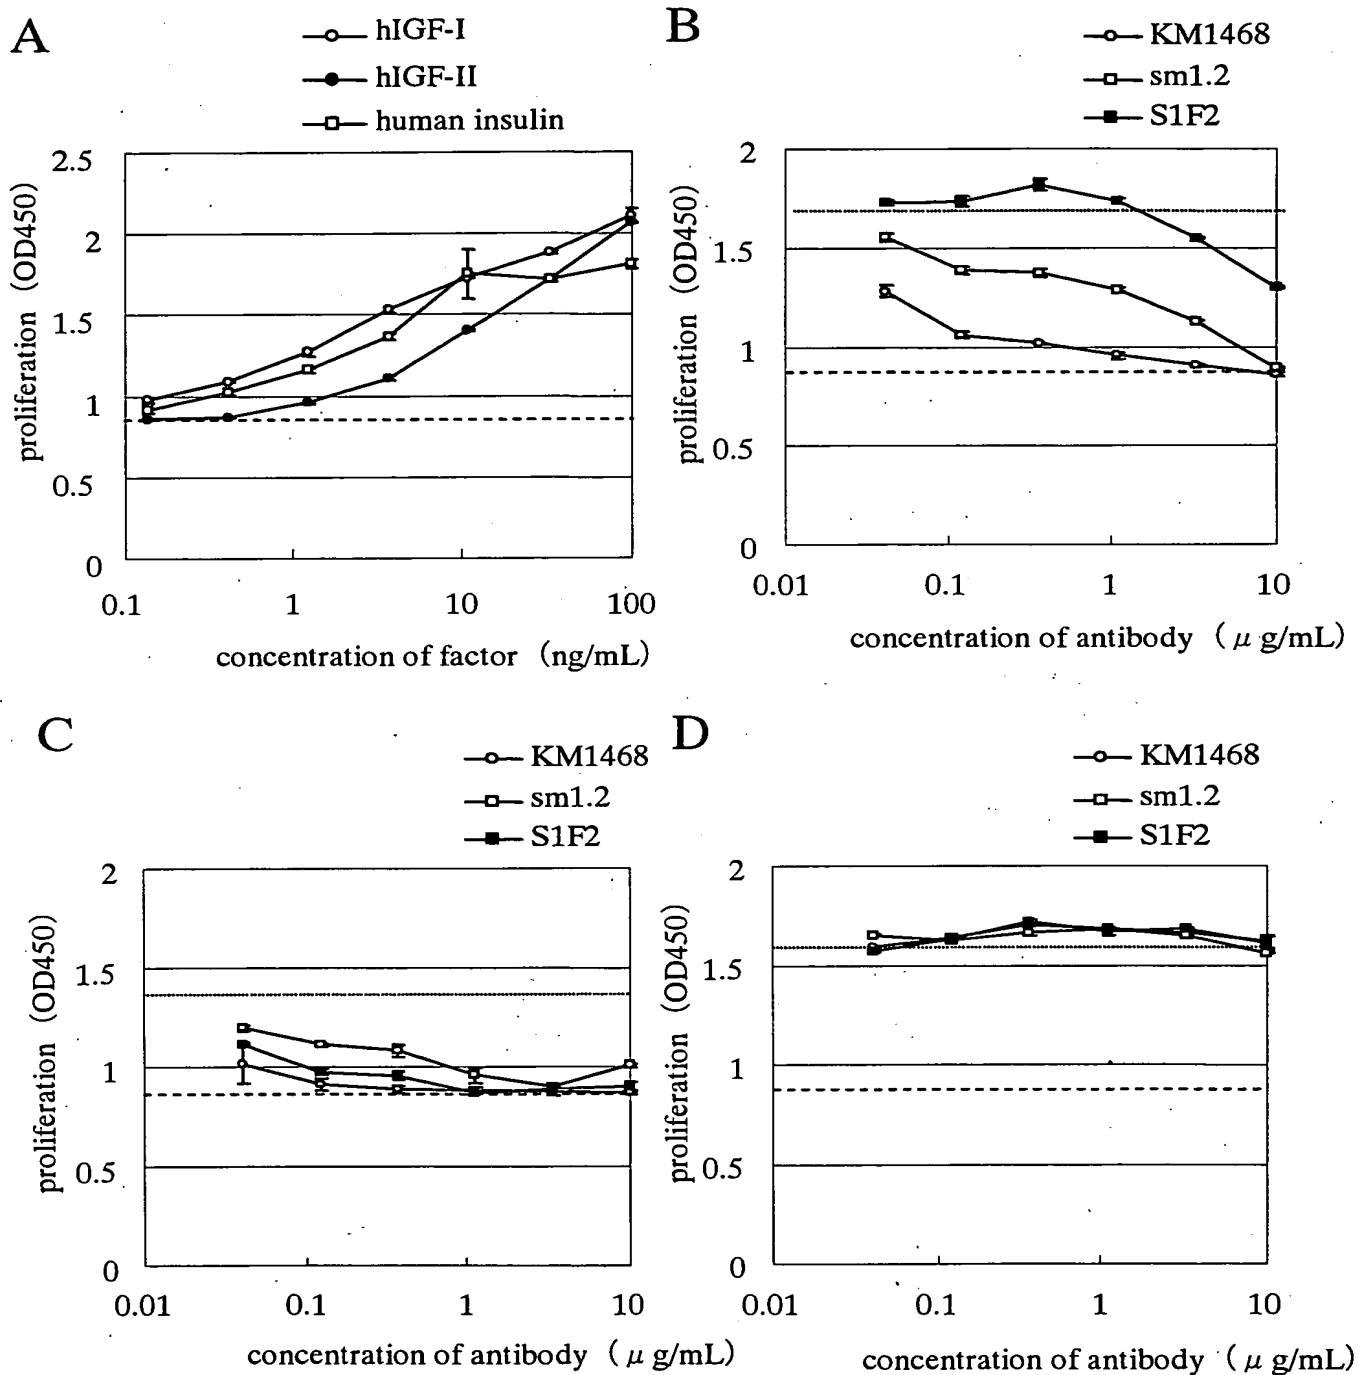 A
hIGF-I
hIGF-II
human insulin
proliferation (OD450)
2.5
2
1.5
1
0.5
0
0.1
1
10
100
concentration of factor (ng/mL)
B
KM1468
sm1.2
S1F2
proliferation (OD450)
2
1.5
1
0.5
0
0.01
0.1
1
10
concentration of antibody (μ g/mL)
C
KM1468
sm1.2
S1F2
proliferation (OD450)
2
1.5
1
0.5
0
0.01
0.1
1
10
concentration of antibody (μ g/mL)
D
KM1468
sm1.2
S1F2
proliferation (OD450)
2
1.5
1
0.5
0
0.01
0.1
1
10
concentration of antibody (μ g/mL)